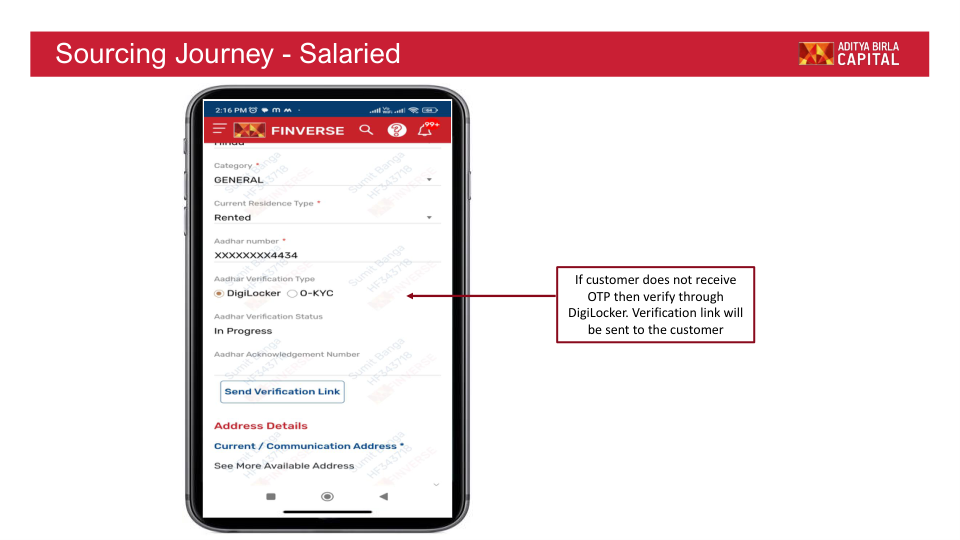 Sourcing Journey - Salaried
ADITYA BIRLA
CAPITAL
2:16 PM
FINVERSE
99+
Hindu
Category *
GENERAL
Current Residence Type *
Rented
Aadhar number *
XXXXXXXX4434
Aadhar Verification Type
DigiLocker O-KYC
Aadhar Verification Status
In Progress
Aadhar Acknowledgement Number
Send Verification Link
Address Details
Current / Communication Address *
See More Available Address
Sumit Banga
HF343718
If customer does not receive
OTP then verify through
DigiLocker. Verification link will
be sent to the customer